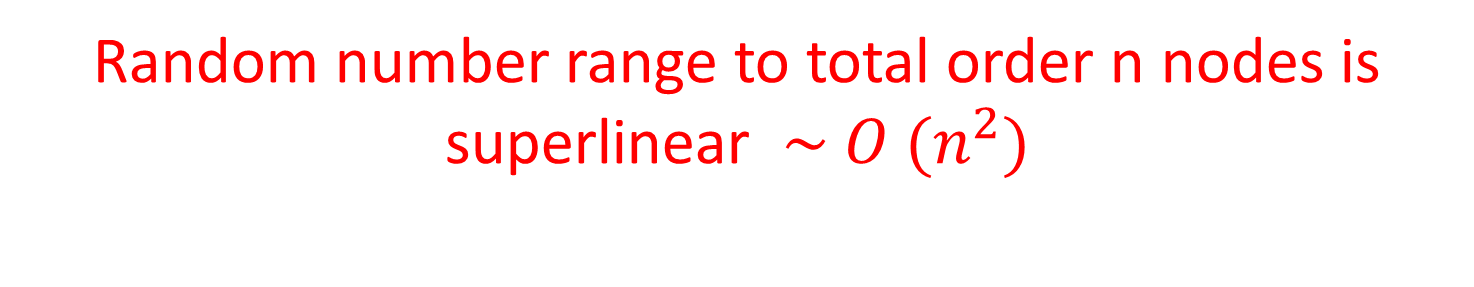 Random number range to total order n nodes is
superlinear ~ O (n²)